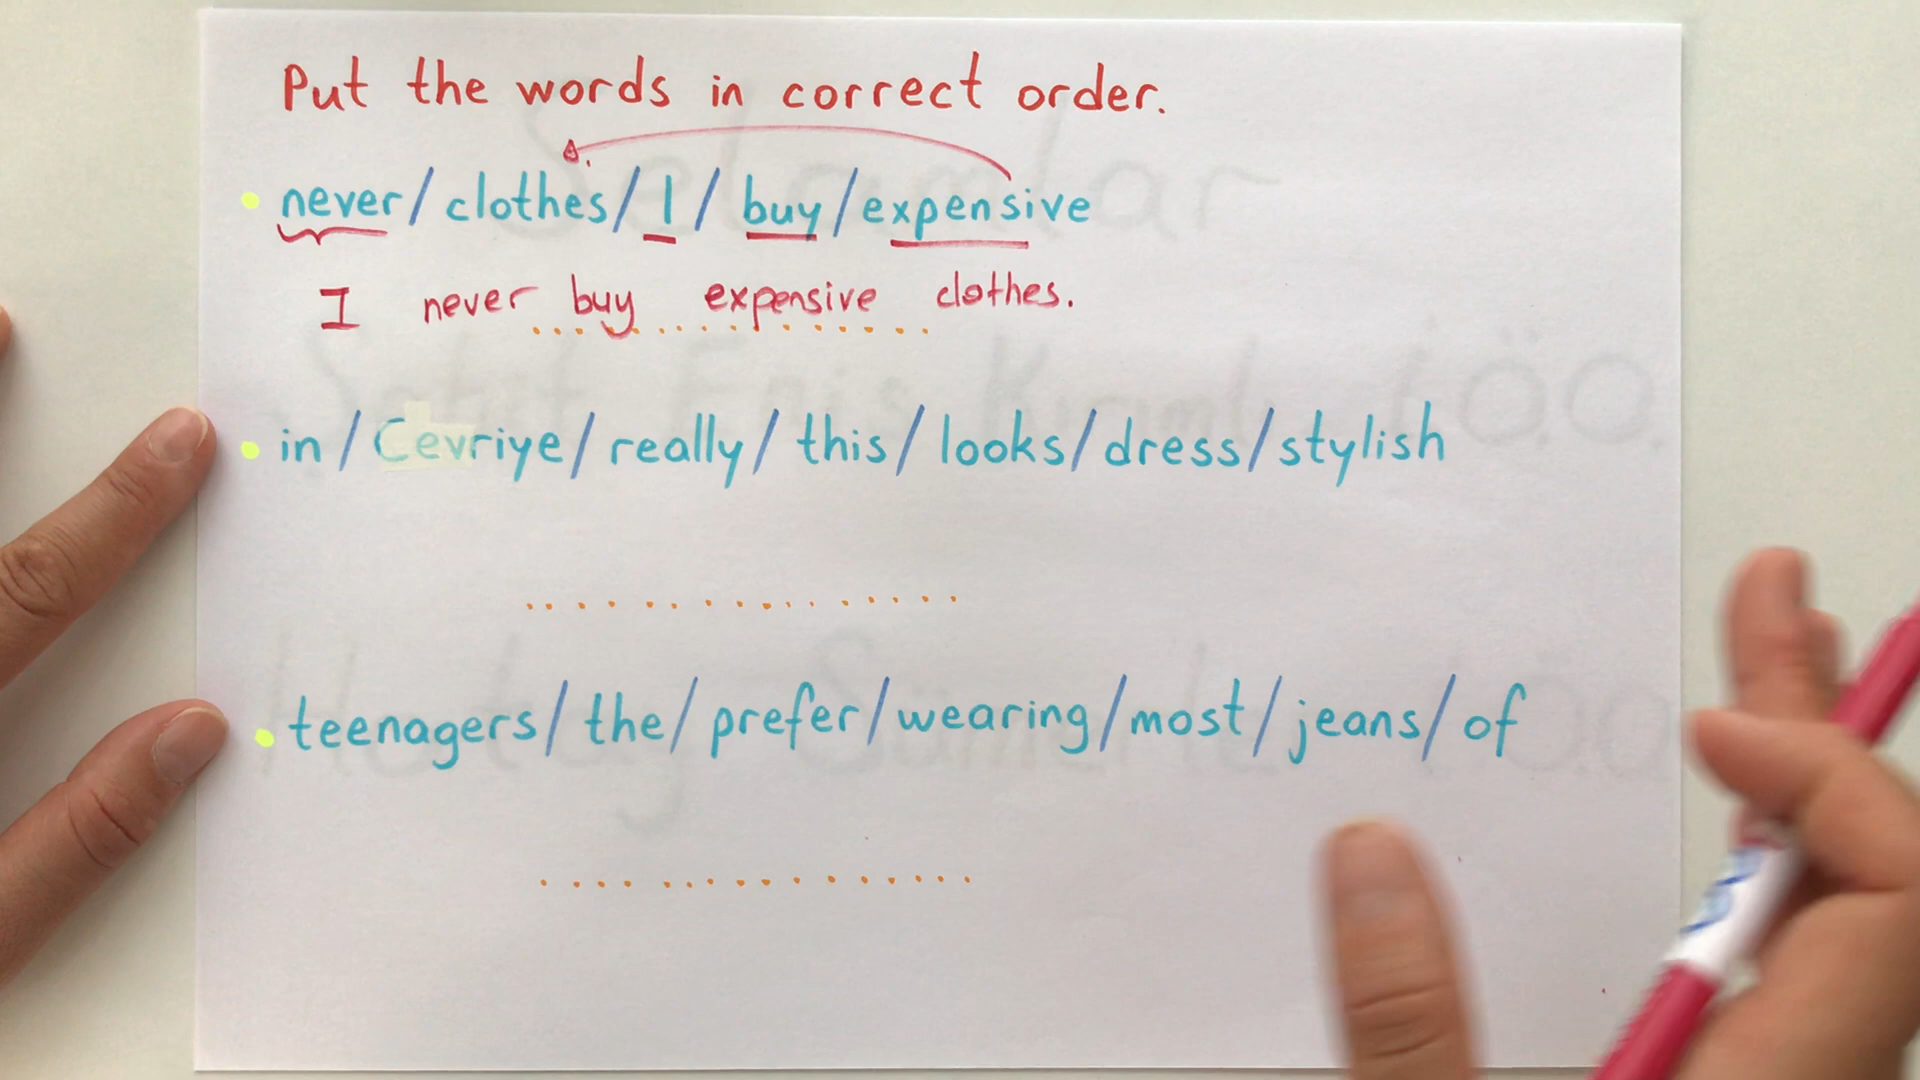 Put the words in correct order.
never/ clothes/ I / buy/expensive
I never buy expensive clothes.
in / Cevriye/ really/ this/ looks/dress/stylish
teenagers/ the/ prefer/wearing/most/jeans/ of